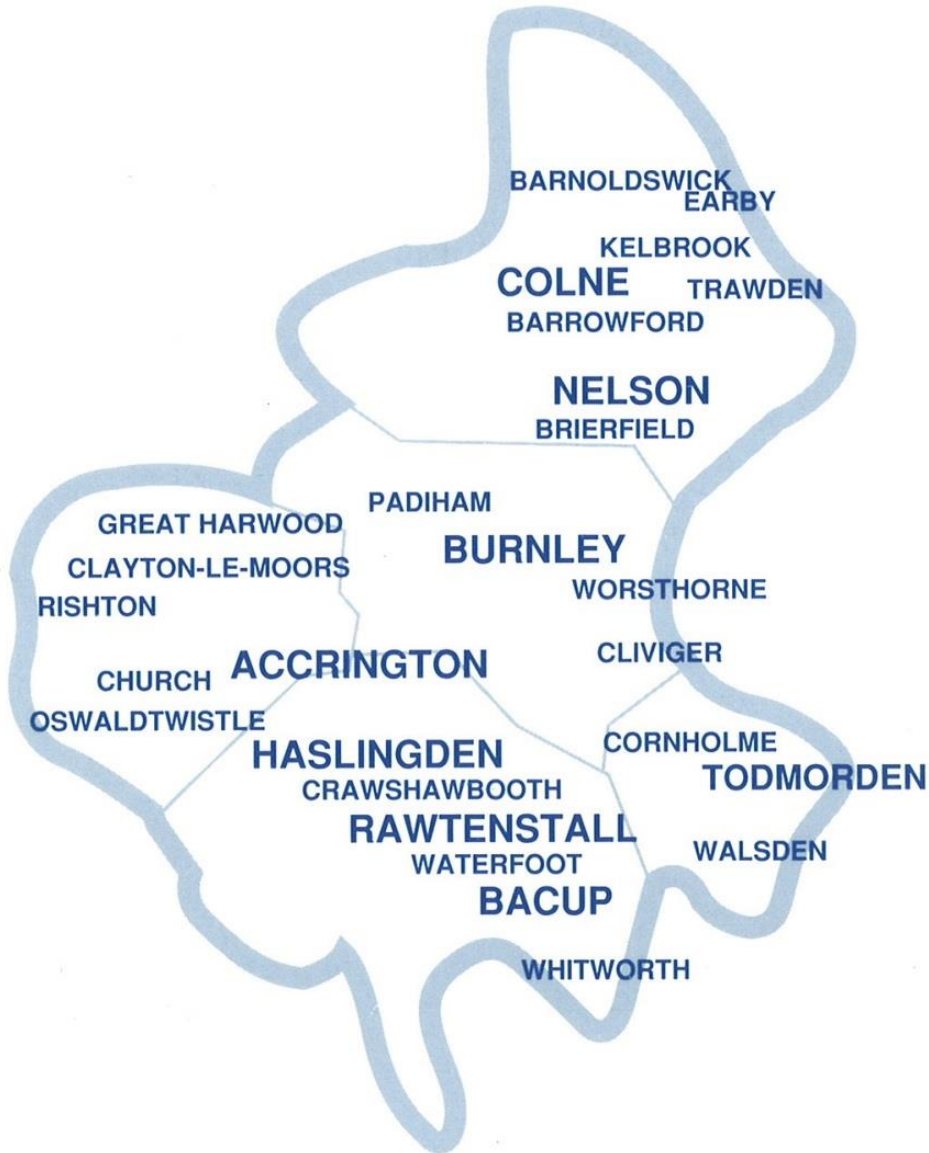 BARNOLDSWICK
EARBY
KELBROOK
COLNE
TRAWDEN
BARROWFORD
NELSON
BRIERFIELD
PADIHAM
GREAT HARWOOD
BURNLEY
CLAYTON-LE-MOORS
WORSTHORNE
RISHTON
CLIVIGER
ACCRINGTON
CHURCH
OSWALDTWISTLE
CORNHOLME
HASLINGDEN
TODMORDEN
CRAWSHAWBOOTH
RAWTENSTALL
WALSDEN
WATERFOOT
BACUP
WHITWORTH